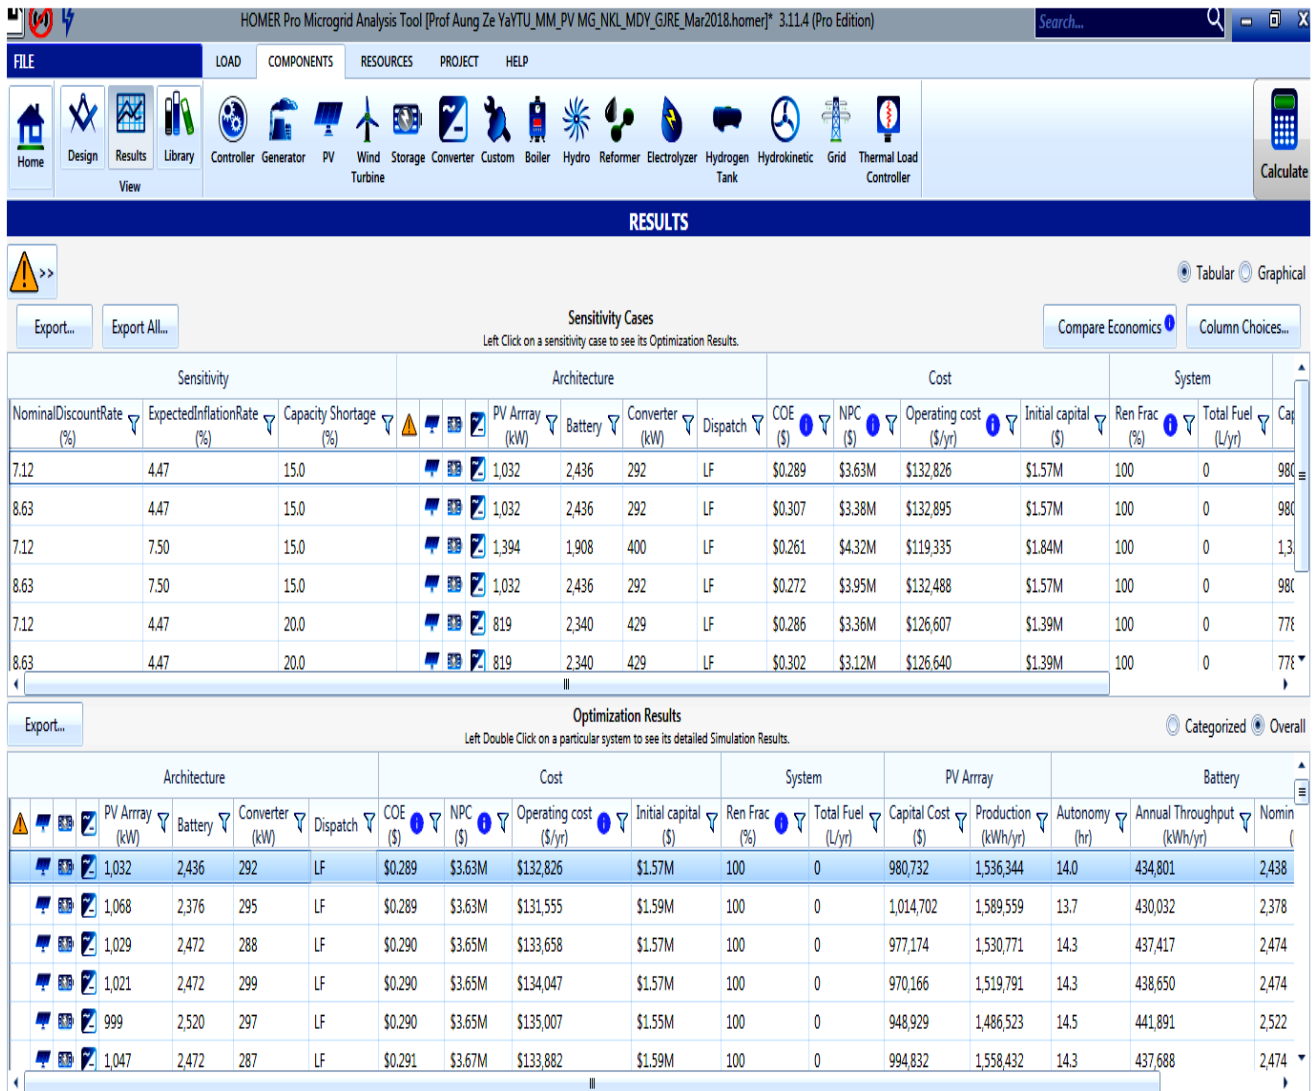 HOMER Pro Microgrid Analysis Tool [Prof Aung Ze YaYTU_MM_PV MG_NKL_MDY_GJRE_Mar2018.homer]* 3.11.4 (Pro Edition) Search...
FILE LOAD COMPONENTS RESOURCES PROJECT HELP
Home Design Results Library Controller Generator PV Wind Turbine Storage Converter Custom Boiler Hydro Reformer Electrolyzer Hydrogen Tank Hydrokinetic Grid Thermal Load Controller Calculate
View
RESULTS
>> Tabular Graphical
Export... Export All... Sensitivity Cases Compare Economics Column Choices...
Left Click on a sensitivity case to see its Optimization Results.
Sensitivity Architecture Cost System
NominalDiscountRate (%) ExpectedInflationRate (%) Capacity Shortage (%) PV Arrray (kW) Battery Converter (kW) Dispatch COE ($) NPC ($) Operating cost ($/yr) Initial capital ($) Ren Frac (%) Total Fuel (L/yr) Cap
7.12 4.47 15.0 1,032 2,436 292 LF $0.289 $3.63M $132,826 $1.57M 100 0 980
8.63 4.47 15.0 1,032 2,436 292 LF $0.307 $3.38M $132,895 $1.57M 100 0 980
7.12 7.50 15.0 1,394 1,908 400 LF $0.261 $4.32M $119,335 $1.84M 100 0 1,3
8.63 7.50 15.0 1,032 2,436 292 LF $0.272 $3.95M $132,488 $1.57M 100 0 980
7.12 4.47 20.0 819 2,340 429 LF $0.286 $3.36M $126,607 $1.39M 100 0 778
8.63 4.47 20.0 819 2,340 429 LF $0.302 $3.12M $126,640 $1.39M 100 0 778
Export... Optimization Results Categorized Overall
Left Double Click on a particular system to see its detailed Simulation Results.
Architecture Cost System PV Arrray Battery
PV Arrray (kW) Battery Converter (kW) Dispatch COE ($) NPC ($) Operating cost ($/yr) Initial capital ($) Ren Frac (%) Total Fuel (L/yr) Capital Cost ($) Production (kWh/yr) Autonomy (hr) Annual Throughput (kWh/yr) Nomin (
1,032 2,436 292 LF $0.289 $3.63M $132,826 $1.57M 100 0 980,732 1,536,344 14.0 434,801 2,438
1,068 2,376 295 LF $0.289 $3.63M $131,555 $1.59M 100 0 1,014,702 1,589,559 13.7 430,032 2,378
1,029 2,472 288 LF $0.290 $3.65M $133,658 $1.57M 100 0 977,174 1,530,771 14.3 437,417 2,474
1,021 2,472 299 LF $0.290 $3.65M $134,047 $1.57M 100 0 970,166 1,519,791 14.3 438,650 2,474
999 2,520 297 LF $0.290 $3.65M $135,007 $1.55M 100 0 948,929 1,486,523 14.5 441,891 2,522
1,047 2,472 287 LF $0.291 $3.67M $133,882 $1.59M 100 0 994,832 1,558,432 14.3 437,688 2,474